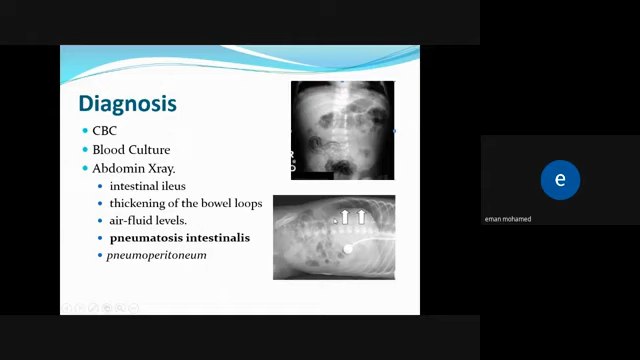 Diagnosis
CBC
Blood Culture
Abdomin Xray.
intestinal ileus
thickening of the bowel loops
air-fluid levels.
pneumatosis intestinalis
pneumoperitoneum
R
e
eman mohamed